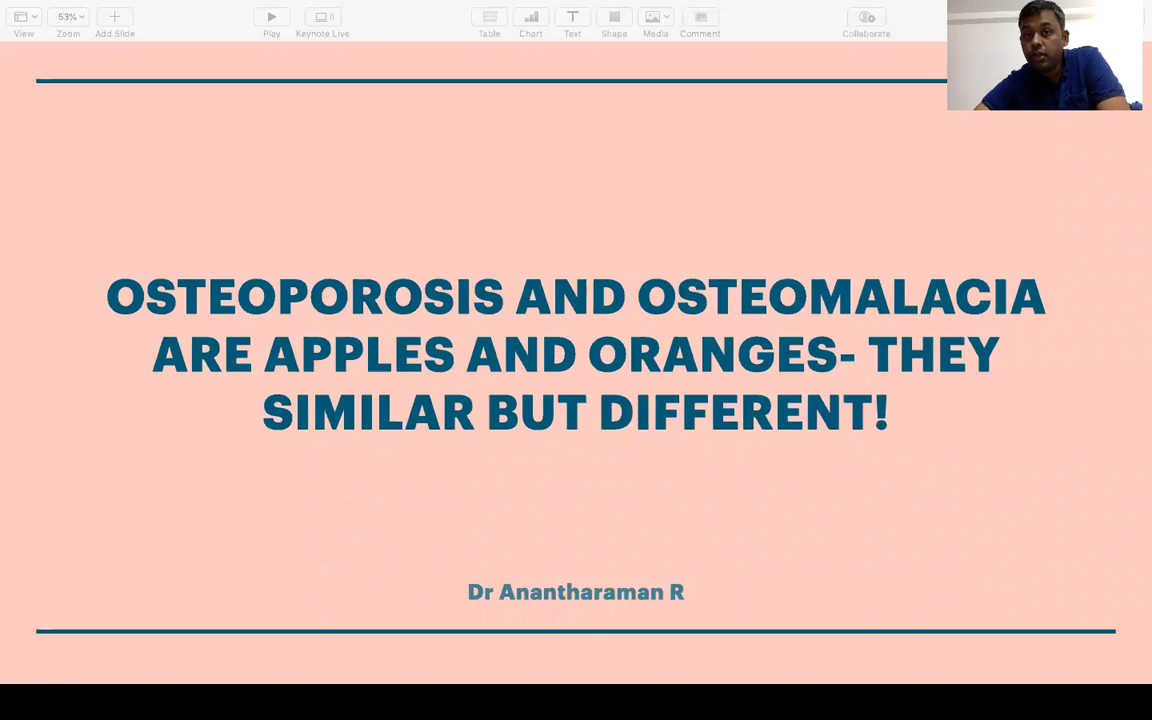 53%
View
Zoom
Add Slide
Play
Keynote Live
Table
Chart
Text
Shape
Media
Comment
Collaborate
OSTEOPOROSIS AND OSTEOMALACIA
ARE APPLES AND ORANGES- THEY
SIMILAR BUT DIFFERENT!
Dr Anantharaman R